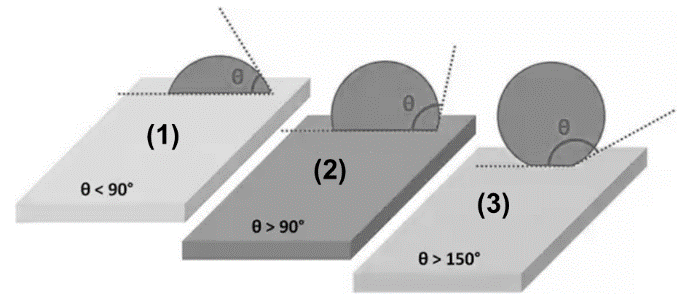 θ
(1)
θ < 90°
θ
(2)
θ > 90°
θ
(3)
θ > 150°